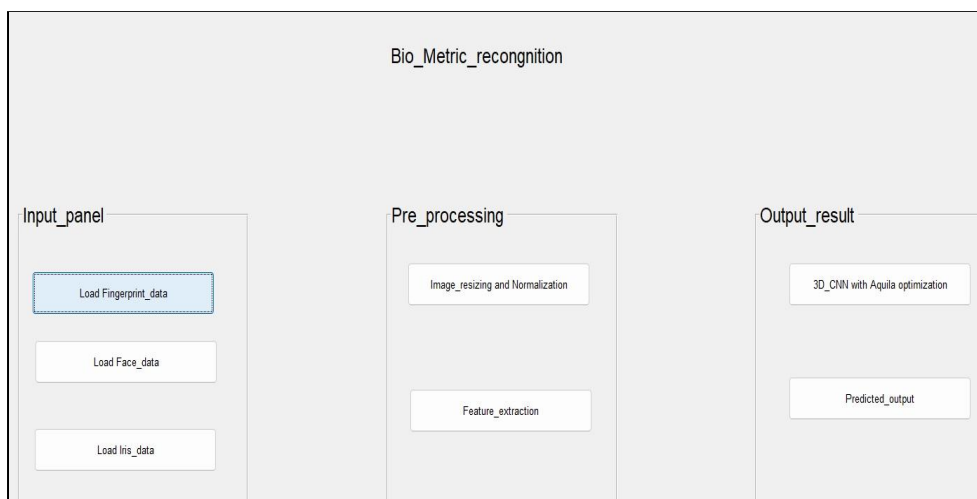 Bio_Metric_recongnition
Input_panel
Load Fingerprint_data
Load Face_data
Load Iris_data
Pre_processing
Image_resizing and Normalization
Feature_extraction
Output_result
3D_CNN with Aquila optimization
Predicted_output